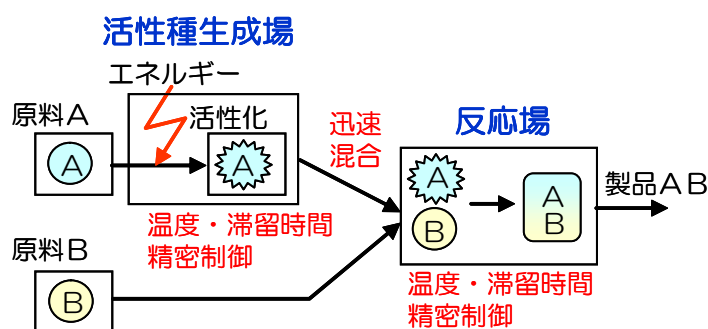 活性種生成場
エネルギー
原料A
活性化
A
A
温度・滞留時間
精密制御
迅速
混合
反応場
A
B
A
B
製品AB
温度・滞留時間
精密制御
原料B
B